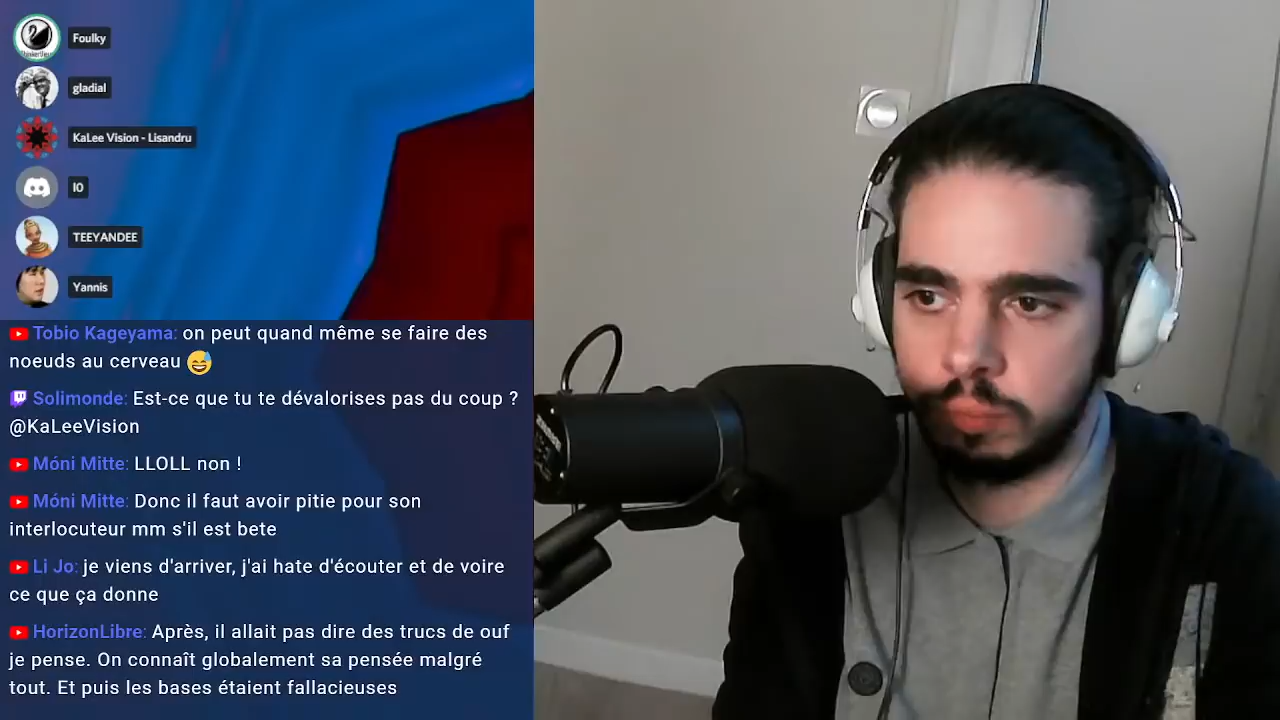 Foulky
gladial
KaLee Vision - Lisandru
IO
TEEYANDEE
Yannis
Tobio Kageyama: on peut quand même se faire des
noeuds au cerveau 😅
Solimonde: Est-ce que tu te dévalorises pas du coup ?
@KaLeeVision
Móni Mitte: LLOLL non !
Móni Mitte: Donc il faut avoir pitie pour son
interlocuteur mm s'il est bete
Li Jo: je viens d'arriver, j'ai hate d'écouter et de voire
ce que ça donne
HorizonLibre: Après, il allait pas dire des trucs de ouf
je pense. On connaît globalement sa pensée malgré
tout. Et puis les bases étaient fallacieuses